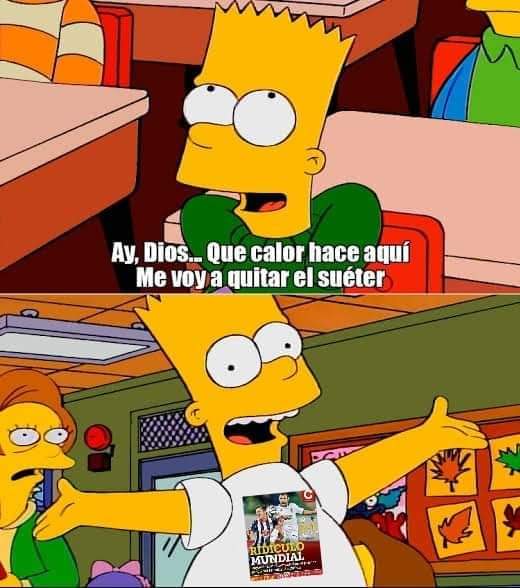 Ay, Dios... Que calor hace aquí
Me voy a quitar el suéter
RIDÍCULO
MUNDIAL